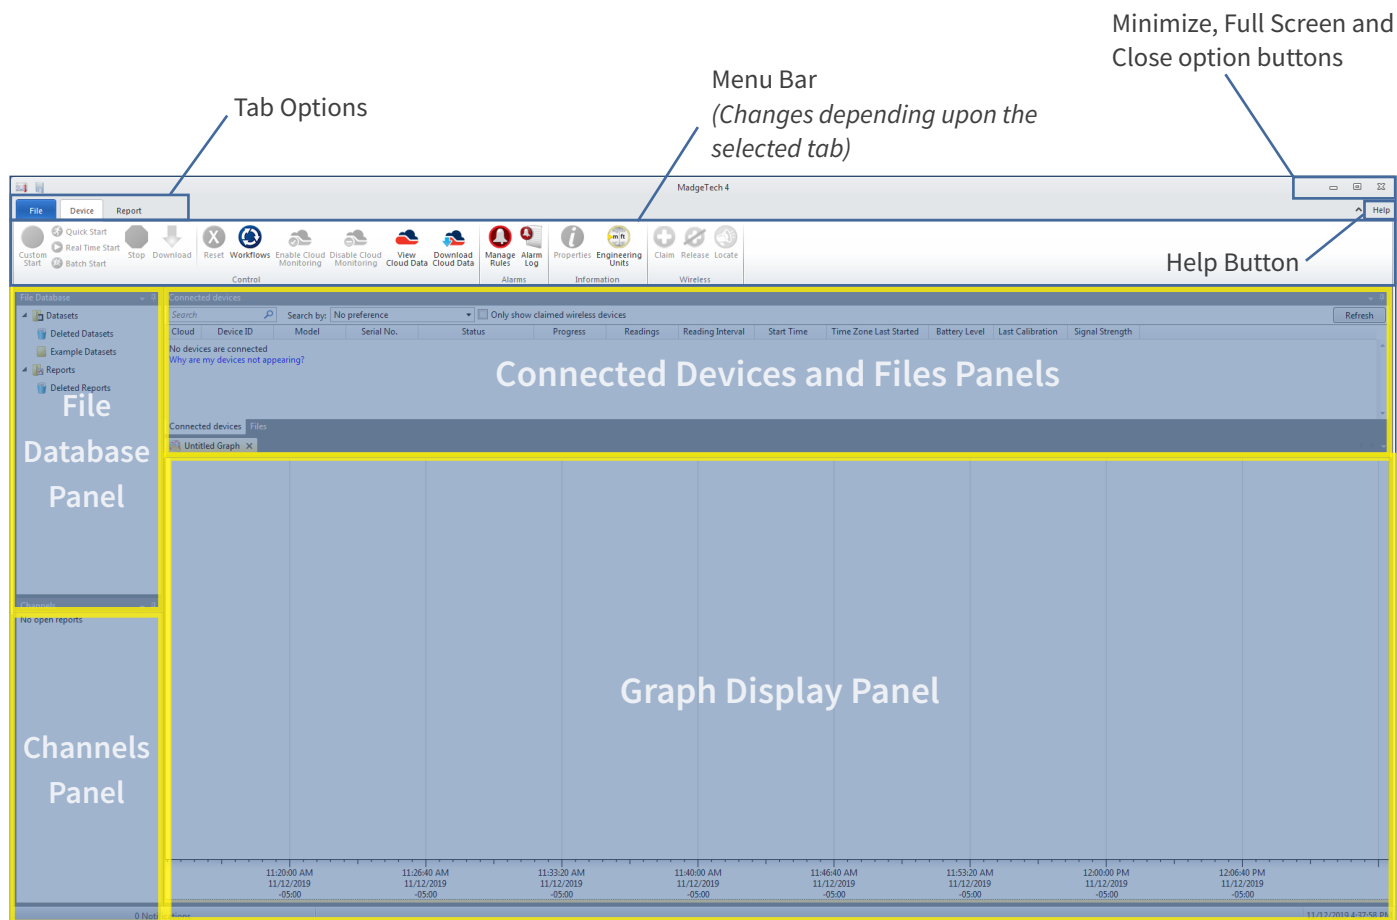 Minimize, Full Screen and
Close option buttons
Menu Bar
(Changes depending upon the
selected tab)
Tab Options
MadgeTech 4
File Device Report
Help
Custom Start
Quick Start
Real Time Start
Batch Start
Stop Download
Reset Workflows
Enable Cloud Monitoring
Disable Cloud Monitoring
View Cloud Data
Download Cloud Data
Control
Manage Rules
Alarm Log
Alarms
Properties
Engineering Units
Information
Claim Release Locate
Wireless
Help Button
File Database
Datasets
Deleted Datasets
Example Datasets
Reports
Deleted Reports
File
Database
Panel
Connected devices
Search Search by: No preference Only show claimed wireless devices Refresh
Cloud Device ID Model Serial No. Status Progress Readings Reading Interval Start Time Time Zone Last Started Battery Level Last Calibration Signal Strength
No devices are connected
Why are my devices not appearing?
Connected Devices and Files Panels
Connected devices Files
Untitled Graph
Channels
No open reports
Channels
Panel
Graph Display Panel
11:20:00 AM 11:26:40 AM 11:33:20 AM 11:40:00 AM 11:46:40 AM 11:53:20 AM 12:00:00 PM 12:06:40 PM
11/12/2019 11/12/2019 11/12/2019 11/12/2019 11/12/2019 11/12/2019 11/12/2019 11/12/2019
-05:00 -05:00 -05:00 -05:00 -05:00 -05:00 -05:00 -05:00
0 Notifications
11/12/2019 4:37:58 PM